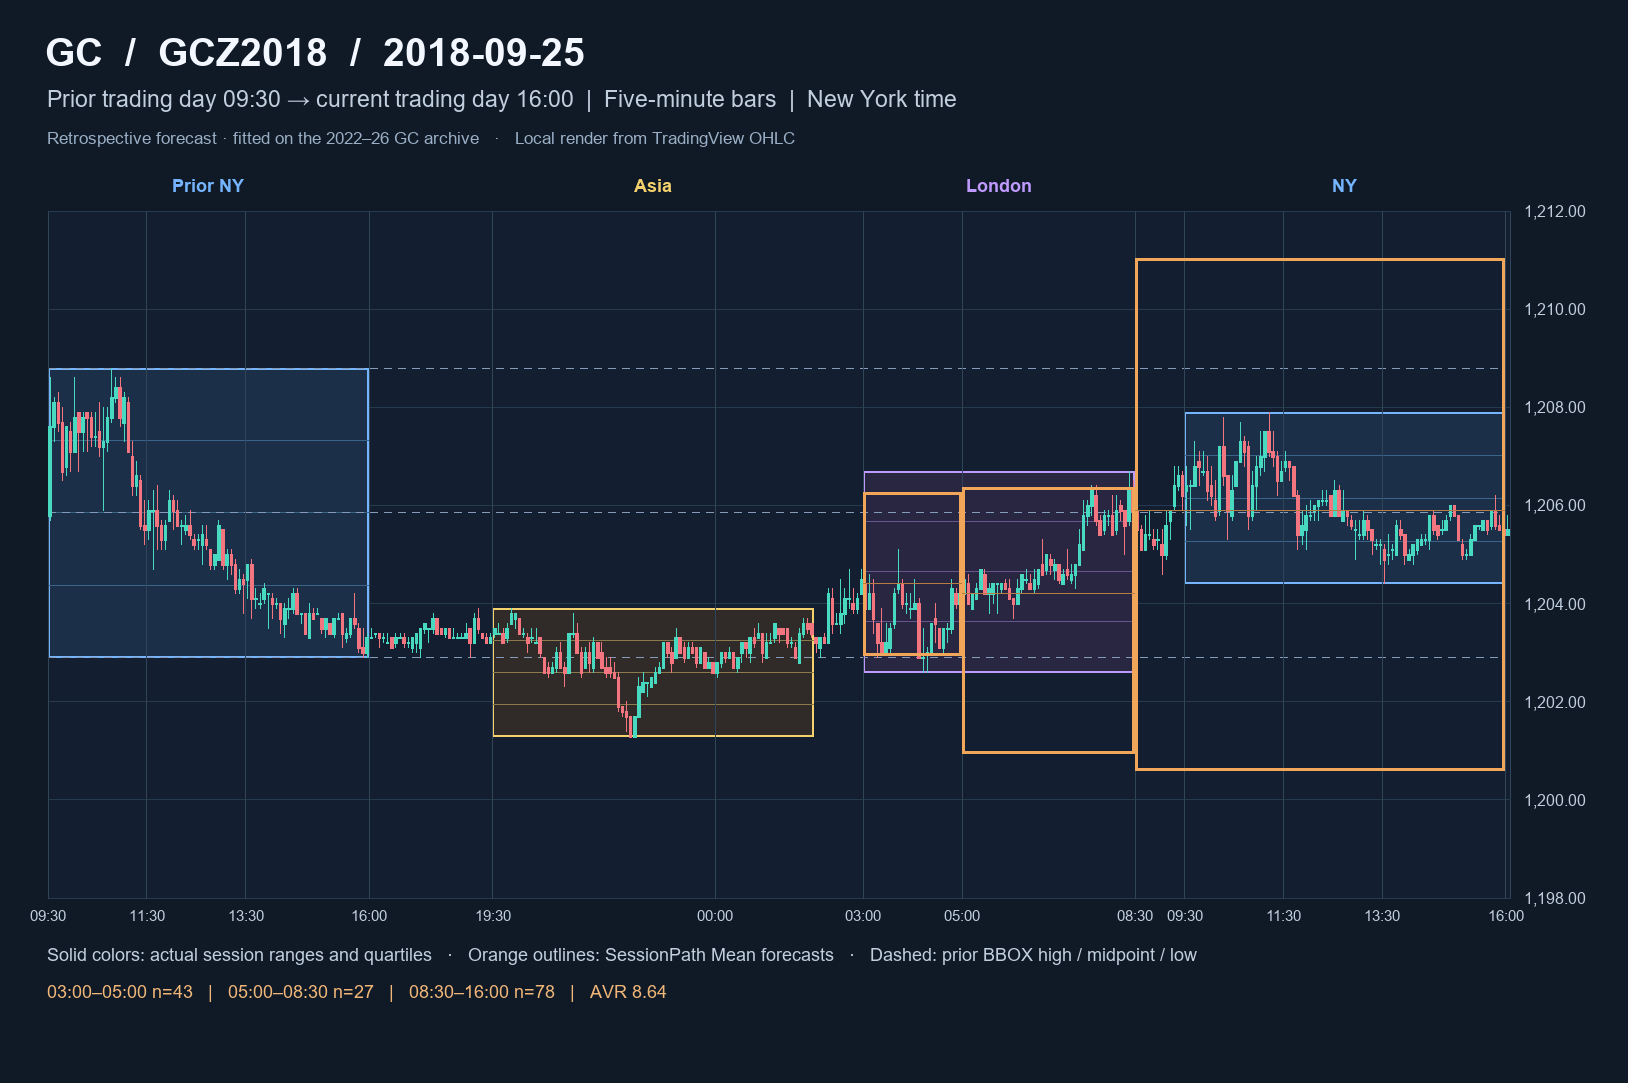 GC / GCZ2018 / 2018-09-25
Prior trading day 09:30 → current trading day 16:00 | Five-minute bars | New York time
Retrospective forecast · fitted on the 2022–26 GC archive · Local render from TradingView OHLC
Prior NY Asia London NY
1,212.00
1,210.00
1,208.00
1,206.00
1,204.00
1,202.00
1,200.00
1,198.00
09:30 11:30 13:30 16:00 19:30 00:00 03:00 05:00 08:30 09:30 11:30 13:30 16:00
Solid colors: actual session ranges and quartiles · Orange outlines: SessionPath Mean forecasts · Dashed: prior BBOX high / midpoint / low
03:00–05:00 n=43 | 05:00–08:30 n=27 | 08:30–16:00 n=78 | AVR 8.64